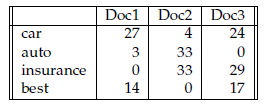 Doc1 Doc2 Doc3
car 27 4 24
auto 3 33 0
insurance 0 33 29
best 14 0 17